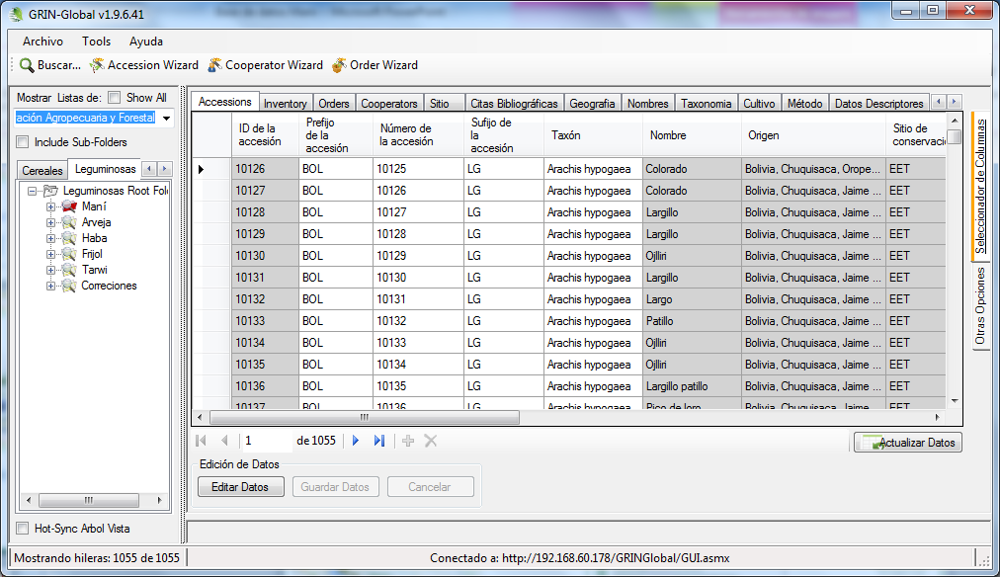 GRIN-Global v1.9.6.41
Archivo Tools Ayuda
Buscar... Accession Wizard Cooperator Wizard Order Wizard
Mostrar Listas de: Show All
ación Agropecuaria y Forestal
Include Sub-Folders
Cereales Leguminosas
Leguminosas Root Fol
Maní
Arveja
Haba
Frijol
Tarwi
Correciones
Hot-Sync Arbol Vista
Accessions Inventory Orders Cooperators Sitio Citas Bibliográficas Geografia Nombres Taxonomia Cultivo Método Datos Descriptores
ID de la accesión Prefijo de la accesión Número de la accesión Sufijo de la accesión Taxón Nombre Origen Sitio de conservaci
10126 BOL 10125 LG Arachis hypogaea Colorado Bolivia, Chuquisaca, Orope... EET
10127 BOL 10126 LG Arachis hypogaea Colorado Bolivia, Chuquisaca, Jaime ... EET
10128 BOL 10127 LG Arachis hypogaea Largillo Bolivia, Chuquisaca, Jaime ... EET
10129 BOL 10128 LG Arachis hypogaea Largillo Bolivia, Chuquisaca, Jaime ... EET
10130 BOL 10129 LG Arachis hypogaea Ojlliri Bolivia, Chuquisaca, Jaime ... EET
10131 BOL 10130 LG Arachis hypogaea Largillo Bolivia, Chuquisaca, Jaime ... EET
10132 BOL 10131 LG Arachis hypogaea Largo Bolivia, Chuquisaca, Jaime ... EET
10133 BOL 10132 LG Arachis hypogaea Patillo Bolivia, Chuquisaca, Jaime ... EET
10134 BOL 10133 LG Arachis hypogaea Ojlliri Bolivia, Chuquisaca, Jaime ... EET
10135 BOL 10134 LG Arachis hypogaea Ojlliri Bolivia, Chuquisaca, Jaime ... EET
10136 BOL 10135 LG Arachis hypogaea Largillo patillo Bolivia, Chuquisaca, Jaime ... EET
10137 BOL 10136 LG Arachis hypogaea Pico de loro Bolivia, Chuquisaca, Jaime ... EET
Seleccionador de Columnas
Otras Opciones
1 de 1055
Actualizar Datos
Edición de Datos
Editar Datos Guardar Datos Cancelar
Mostrando hileras: 1055 de 1055 Conectado a: http://192.168.60.178/GRINGlobal/GUI.asmx